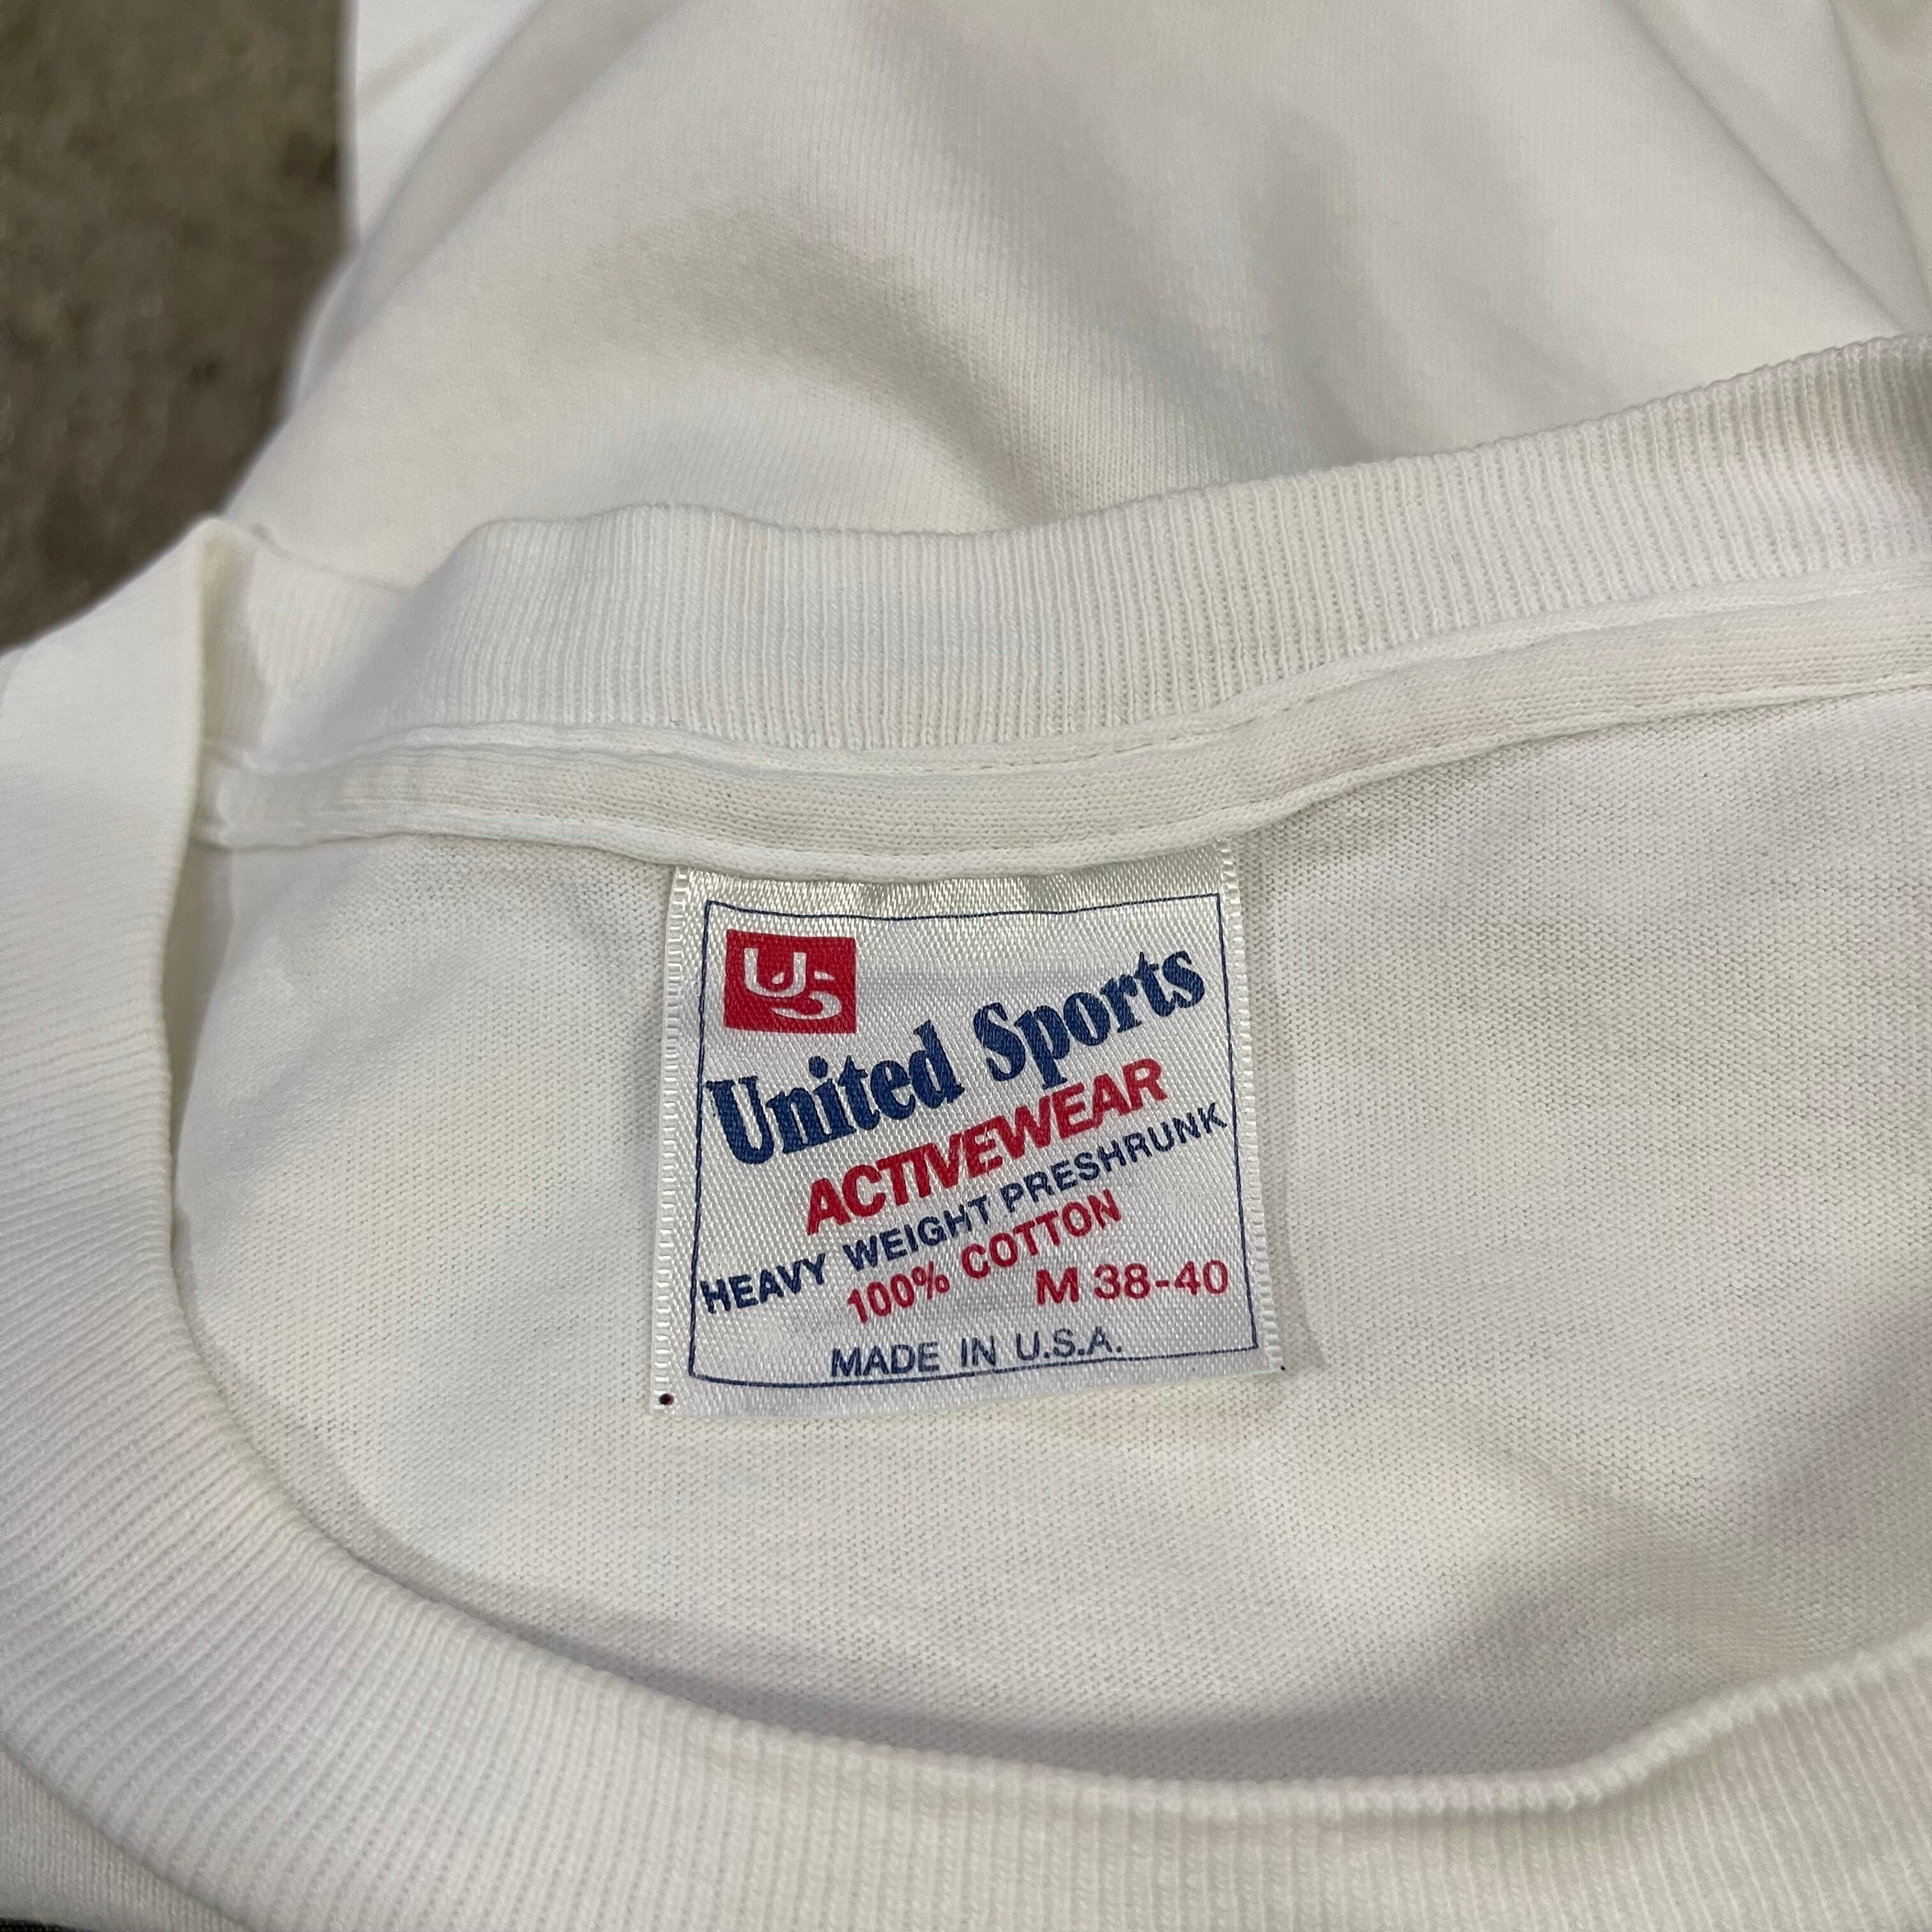 US
United Sports
ACTIVEWEAR
HEAVY WEIGHT PRESHRUNK
100% COTTON
M 38-40
MADE IN U.S.A.